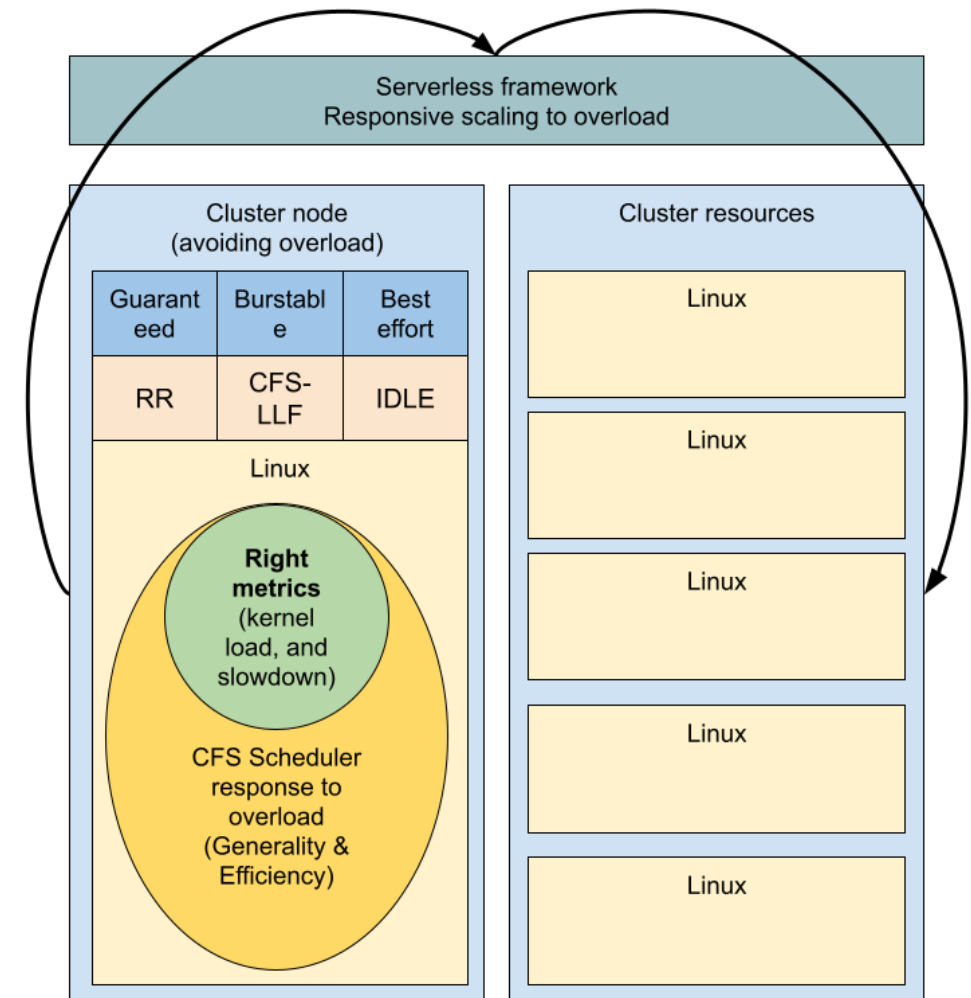 Serverless framework
Responsive scaling to overload
Cluster node
(avoiding overload)
Guarant
eed
Burstabl
e
Best
effort
RR
CFS-
LLF
IDLE
Linux
Right
metrics
(kernel
load, and
slowdown)
CFS Scheduler
response to
overload
(Generality &
Efficiency)
Cluster resources
Linux
Linux
Linux
Linux
Linux